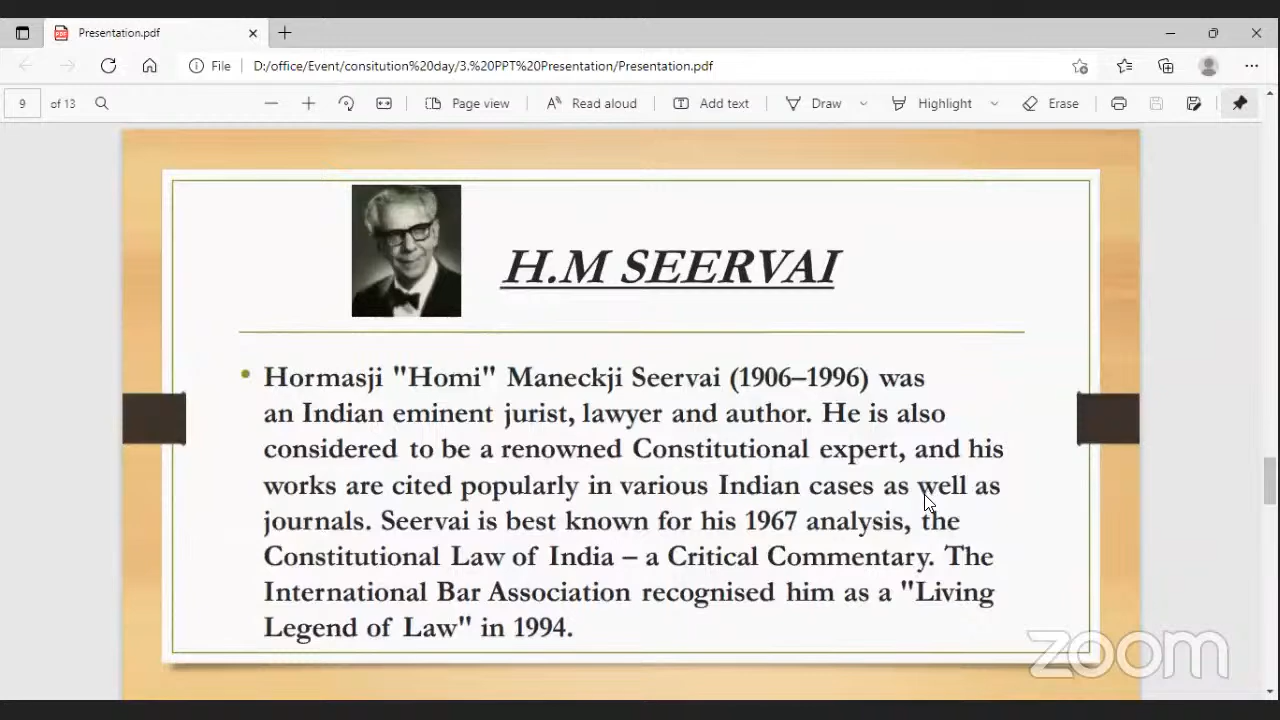 Presentation.pdf
File D:/office/Event/consitution%20day/3.%20PPT%20Presentation/Presentation.pdf
9 of 13 Page view Read aloud Add text Draw Highlight Erase
H.M SEERVAI
Hormasji "Homi" Maneckji Seervai (1906–1996) was
an Indian eminent jurist, lawyer and author. He is also
considered to be a renowned Constitutional expert, and his
works are cited popularly in various Indian cases as well as
journals. Seervai is best known for his 1967 analysis, the
Constitutional Law of India – a Critical Commentary. The
International Bar Association recognised him as a "Living
Legend of Law" in 1994.
zoom